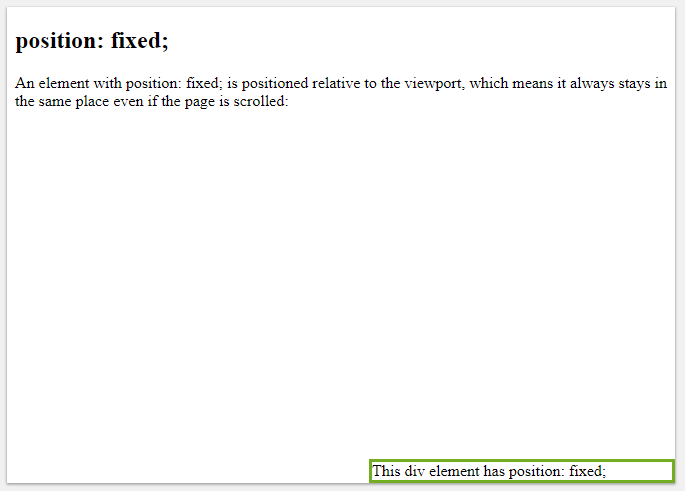 position: fixed;
An element with position: fixed; is positioned relative to the viewport, which means it always stays in
the same place even if the page is scrolled:
This div element has position: fixed;